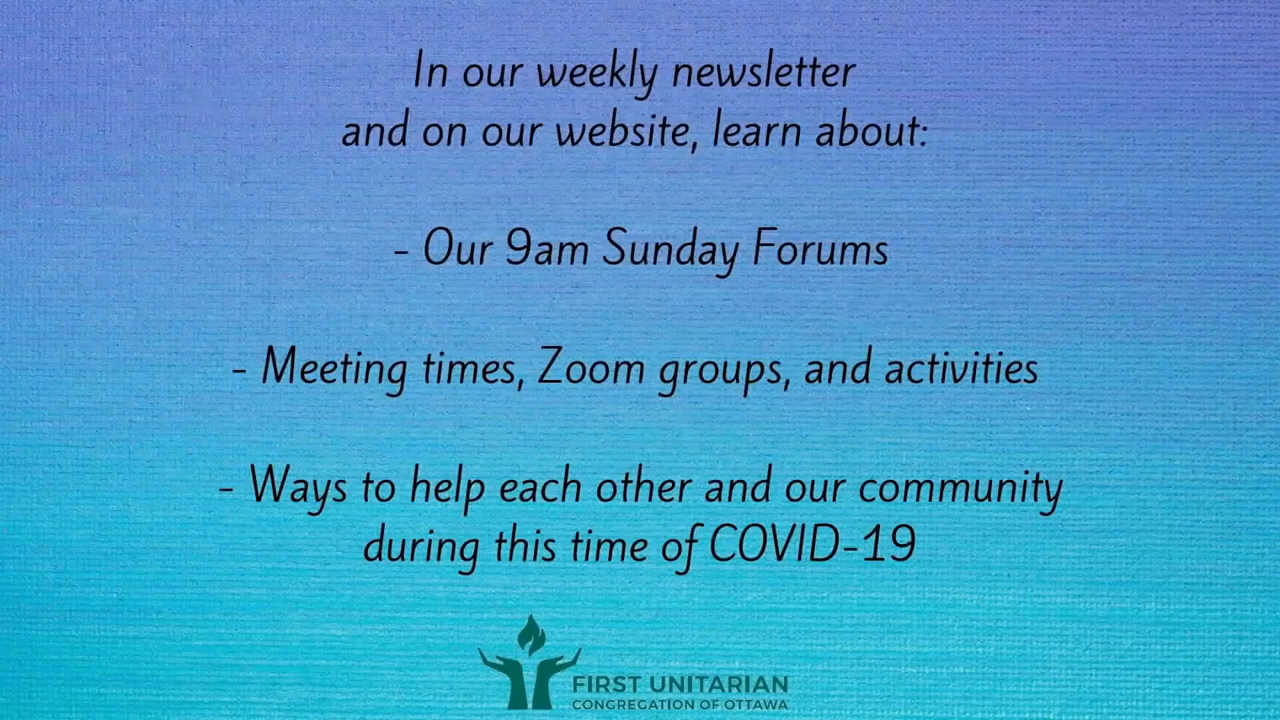 In our weekly newsletter
and on our website, learn about:
- Our 9am Sunday Forums
- Meeting times, Zoom groups, and activities
- Ways to help each other and our community
during this time of COVID-19
FIRST UNITARIAN
CONGREGATION OF OTTAWA